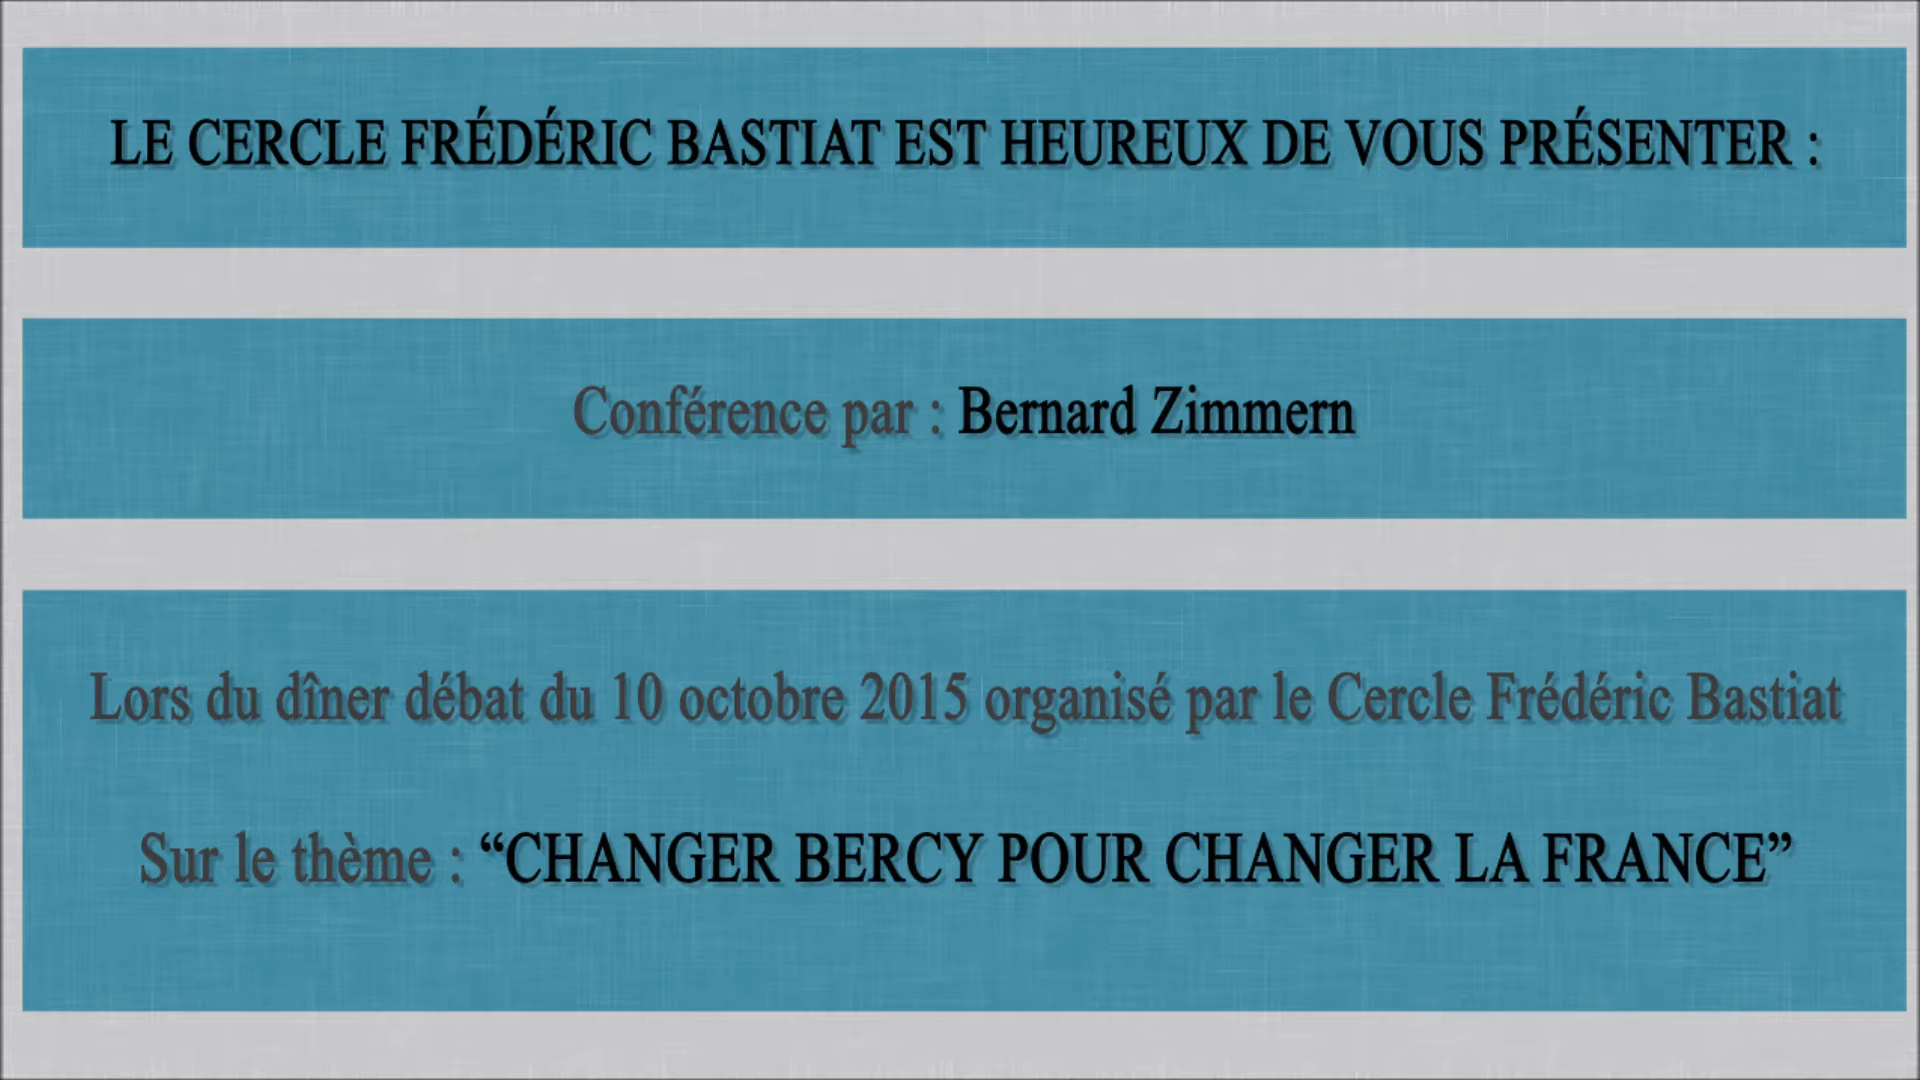 LE CERCLE FRÉDÉRIC BASTIAT EST HEUREUX DE VOUS PRÉSENTER :
Conférence par : Bernard Zimmern
Lors du dîner débat du 10 octobre 2015 organisé par le Cercle Frédéric Bastiat
Sur le thème : “CHANGER BERCY POUR CHANGER LA FRANCE”